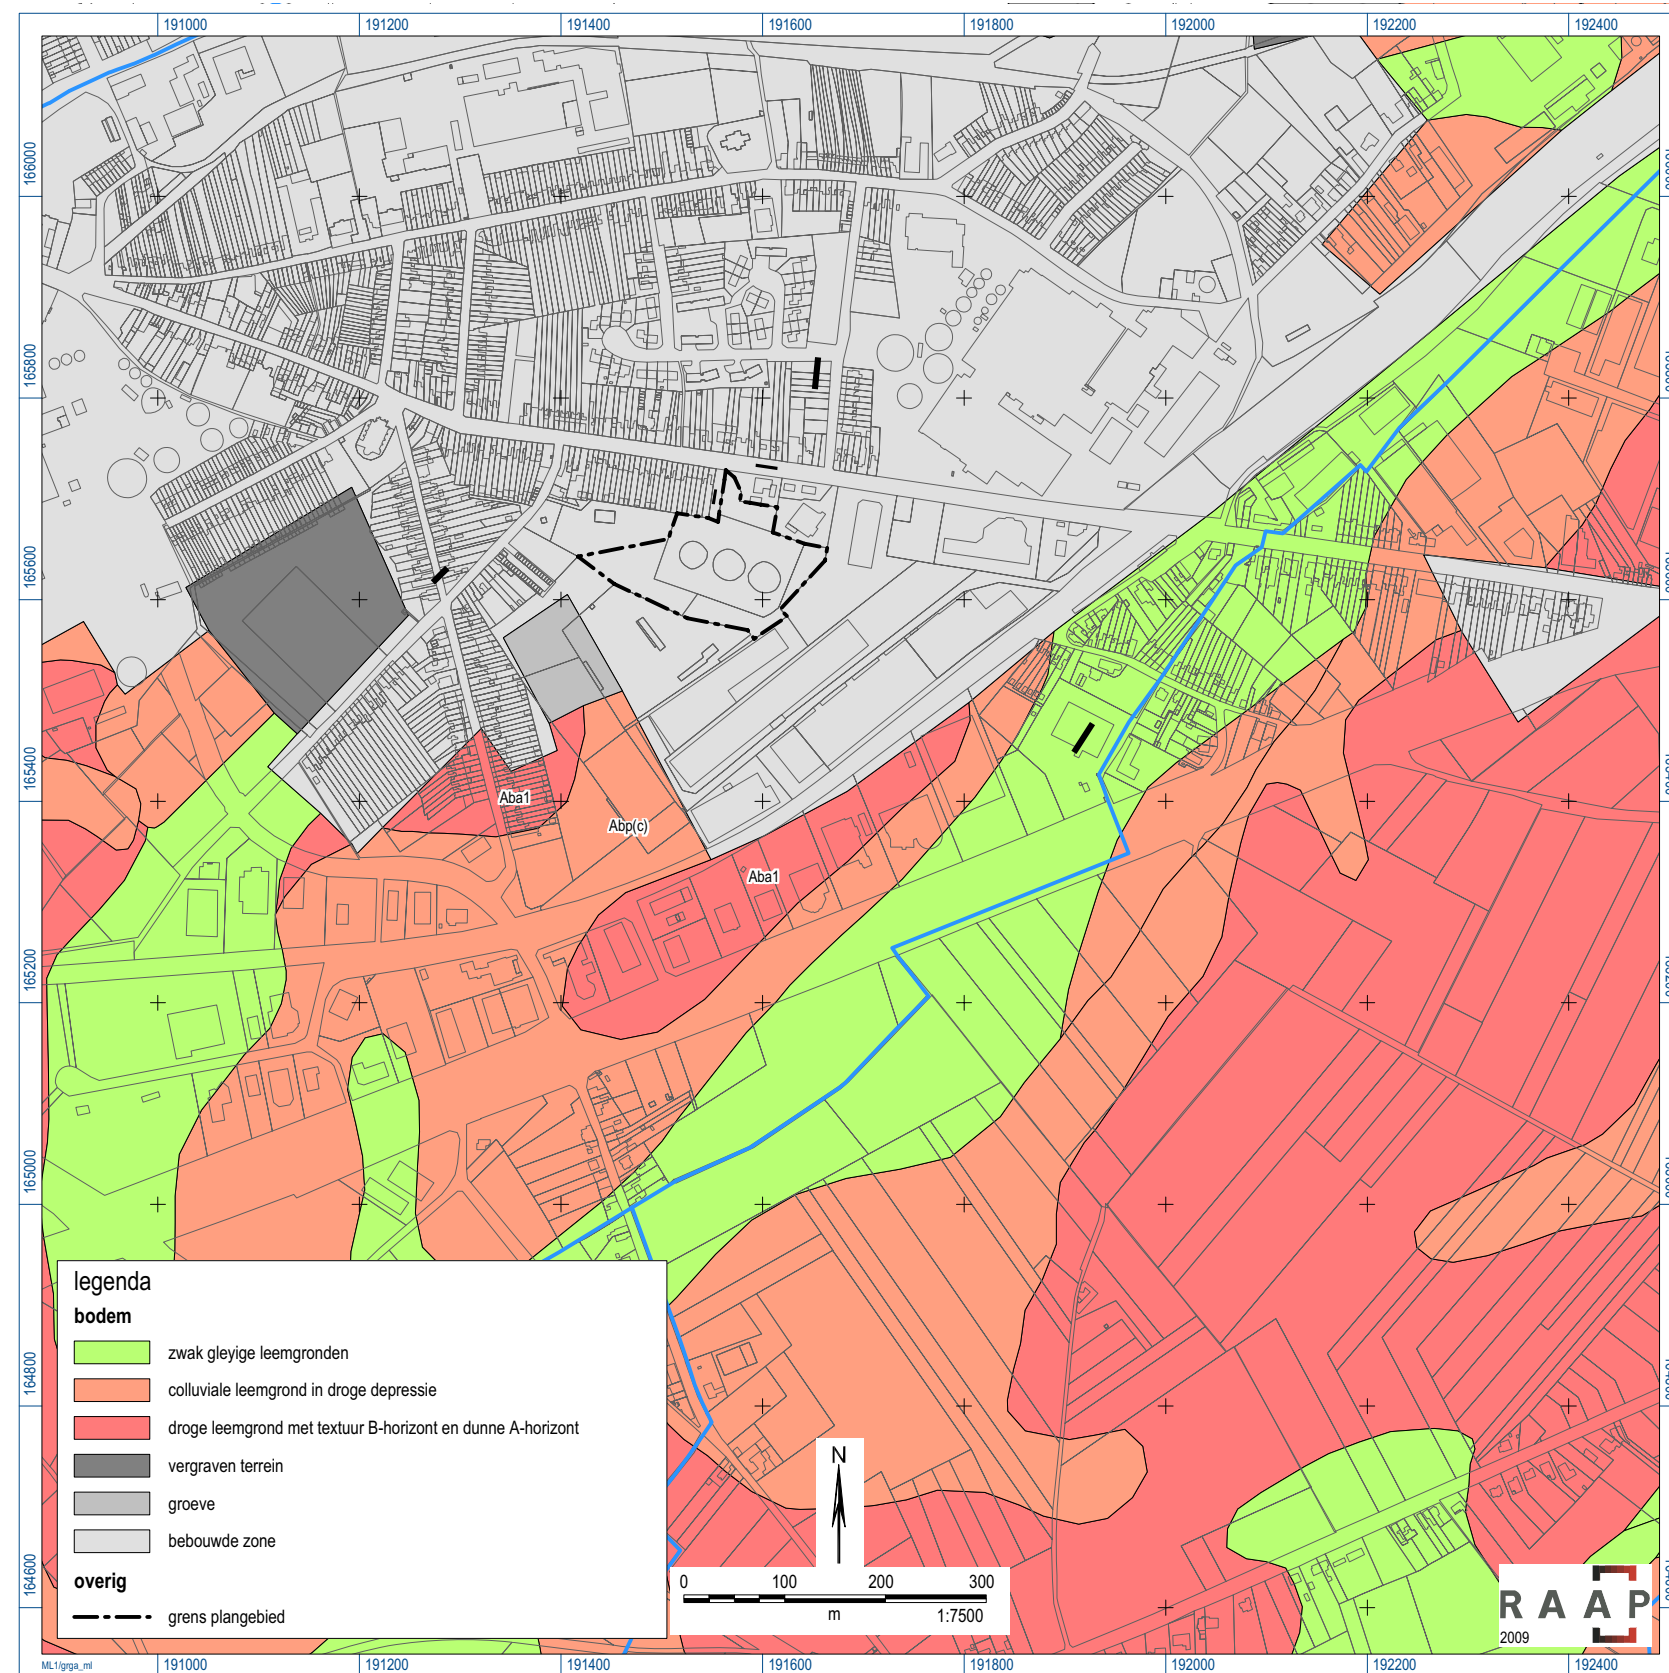 191000 191200 191400 191600 191800 192000 192200 192400
166000
165800
165600
165400
165200
165000
164800
164600
Aba1
Abp(c)
Aba1
legenda
bodem
zwak gleyige leemgronden
colluviale leemgrond in droge depressie
droge leemgrond met textuur B-horizont en dunne A-horizont
vergraven terrein
groeve
bebouwde zone
overig
grens plangebied
N
0 100 200 300
m 1:7500
RAAP
2009
ML1/grga_ml
191000 191200 191400 191600 191800 192000 192200 192400